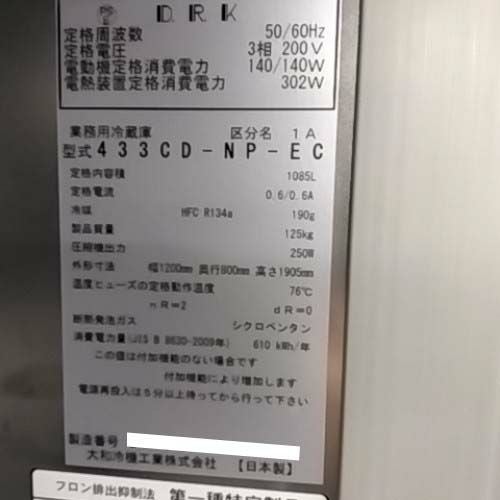 D.R.K
定格周波数 50/60Hz
定格電圧 3相 200V
電動機定格消費電力 140/140W
電熱装置定格消費電力 302W
業務用冷蔵庫 区分名 1A
型式 433CD-NP-EC
定格内容積 1085L
定格電流 0.6/0.6A
冷媒 HFC R134a 190g
製品質量 125kg
圧縮機出力 250W
外形寸法 幅1200mm 奥行800mm 高さ1905mm
温度ヒューズの定格動作温度 76℃
nR=2 dR=0
断熱発泡ガス シクロペンタン
消費電力量(JIS B 8630-2009年) 610 kWh/年
この値は付加機能のない場合です
付加機能により増加します
電源再投入は5分以上待ってから行って下さい
製造番号
大和冷機工業株式会社 【日本製】
フロン排出抑制法 第一種特定製品